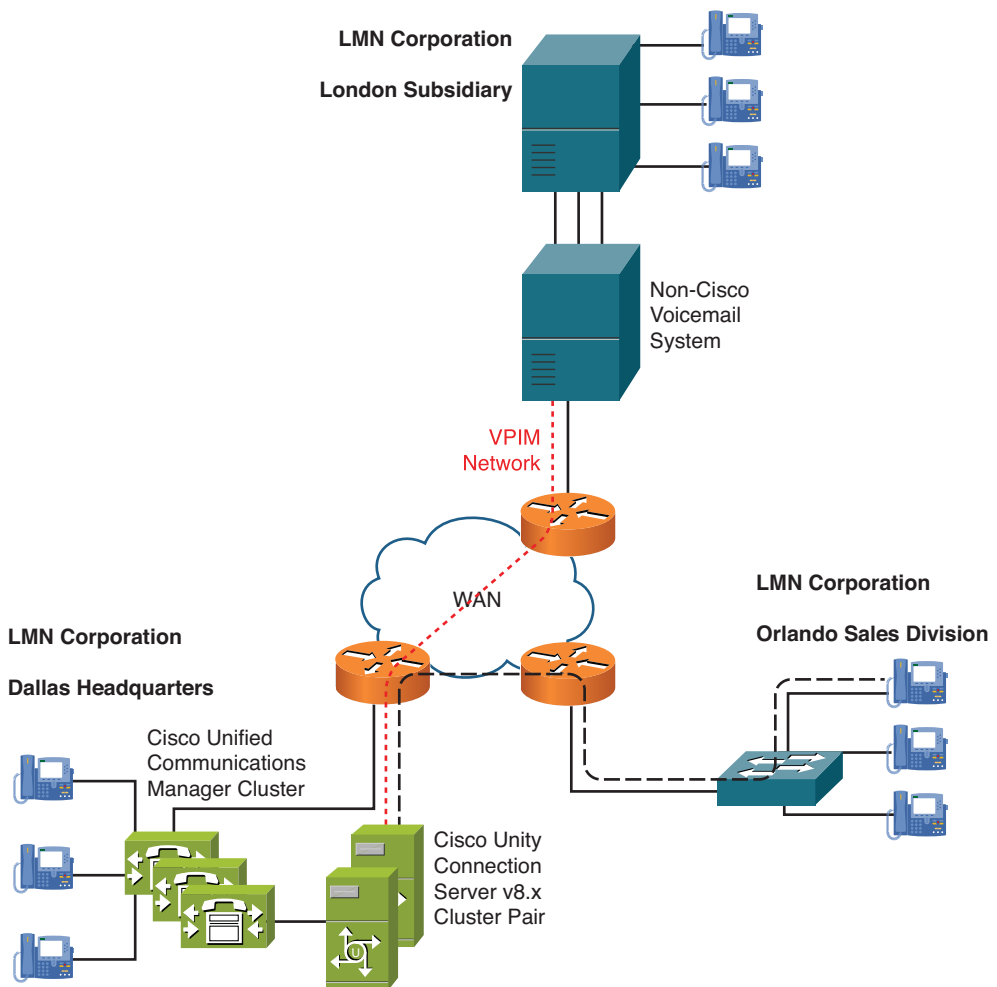 LMN Corporation
London Subsidiary
Non-Cisco
Voicemail
System
VPIM
Network
WAN
LMN Corporation
Orlando Sales Division
LMN Corporation
Dallas Headquarters
Cisco Unified
Communications
Manager Cluster
Cisco Unity
Connection
Server v8.x
Cluster Pair
U